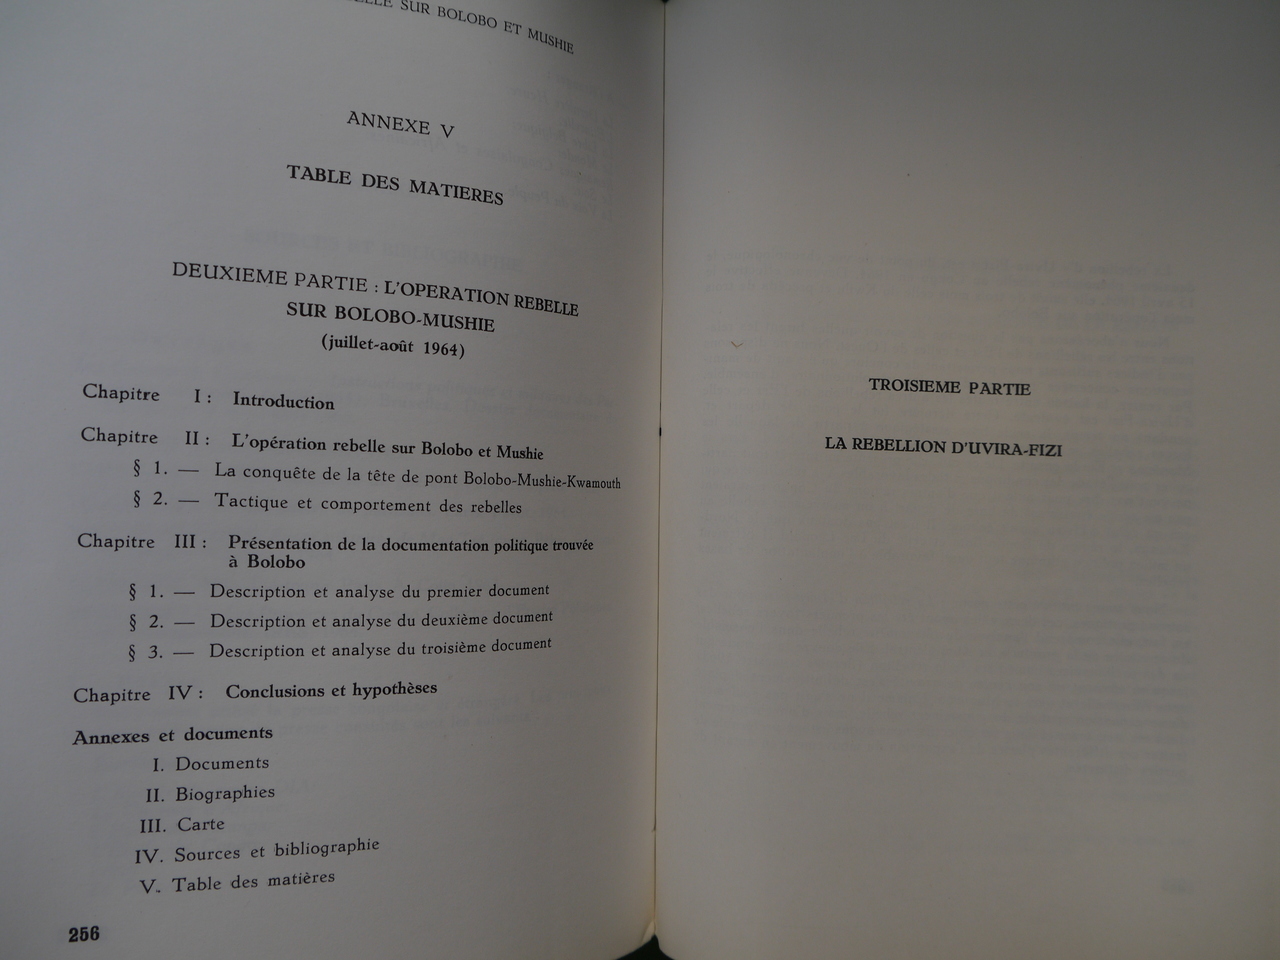 SUR BOLOBO ET MUSHIE
ANNEXE V
TABLE DES MATIERES
DEUXIEME PARTIE : L'OPERATION REBELLE
SUR BOLOBO-MUSHIE
(juillet-août 1964)
Chapitre I : Introduction
Chapitre II : L'opération rebelle sur Bolobo et Mushie
§ 1. — La conquête de la tête de pont Bolobo-Mushie-Kwamouth
§ 2. — Tactique et comportement des rebelles
Chapitre III : Présentation de la documentation politique trouvée
à Bolobo
§ 1. — Description et analyse du premier document
§ 2. — Description et analyse du deuxième document
§ 3. — Description et analyse du troisième document
Chapitre IV : Conclusions et hypothèses
Annexes et documents
I. Documents
II. Biographies
III. Carte
IV. Sources et bibliographie
V. Table des matières
256
TROISIEME PARTIE
LA REBELLION D'UVIRA-FIZI